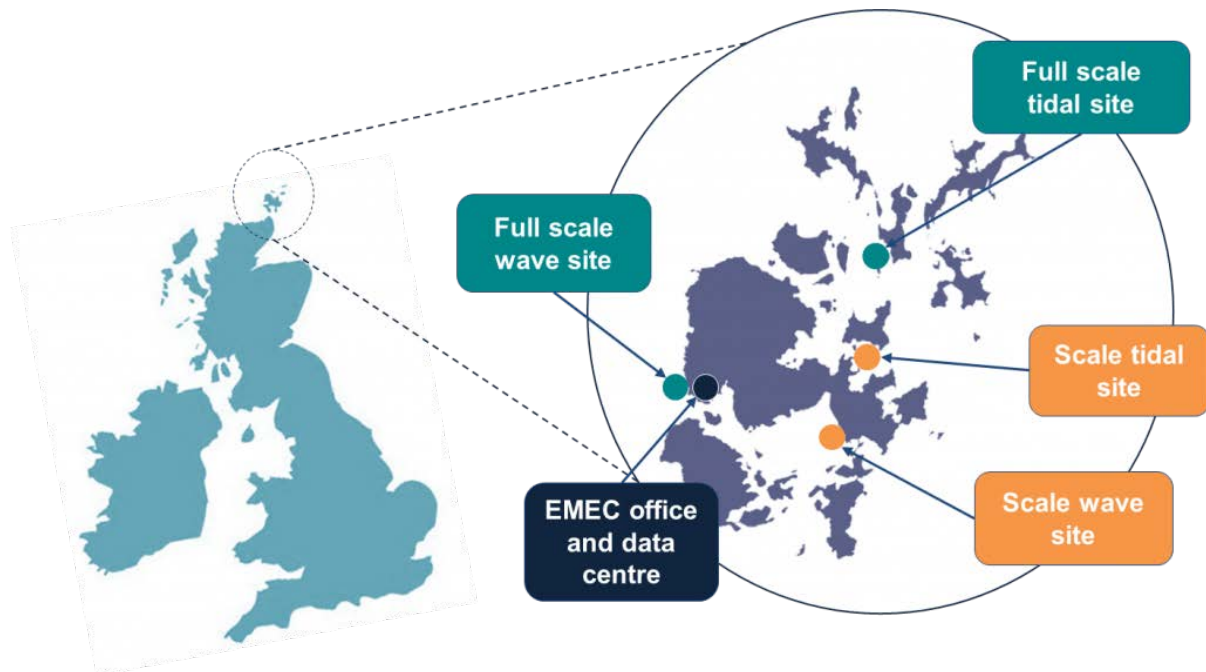 Full scale
tidal site
Full scale
wave site
Scale tidal
site
Scale wave
site
EMEC office
and data
centre